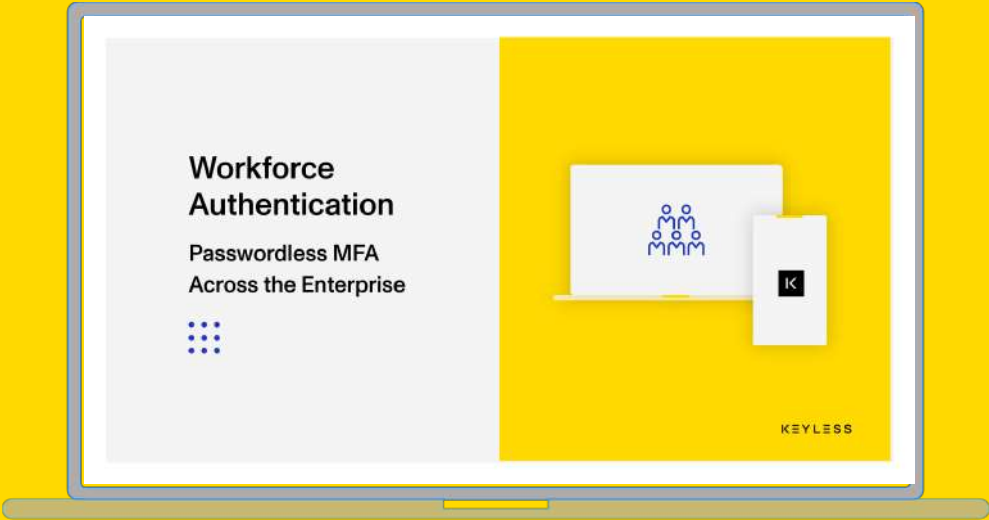 Workforce
Authentication
Passwordless MFA
Across the Enterprise
K
KEYLESS